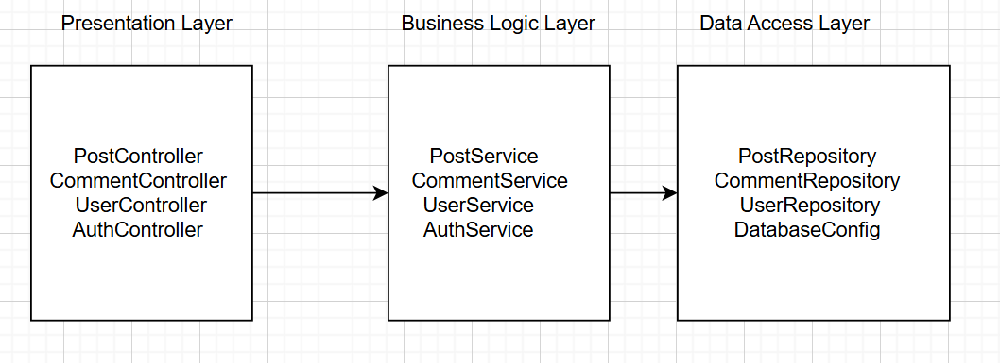 Presentation Layer
Business Logic Layer
Data Access Layer
PostController
CommentController
UserController
AuthController
PostService
CommentService
UserService
AuthService
PostRepository
CommentRepository
UserRepository
DatabaseConfig